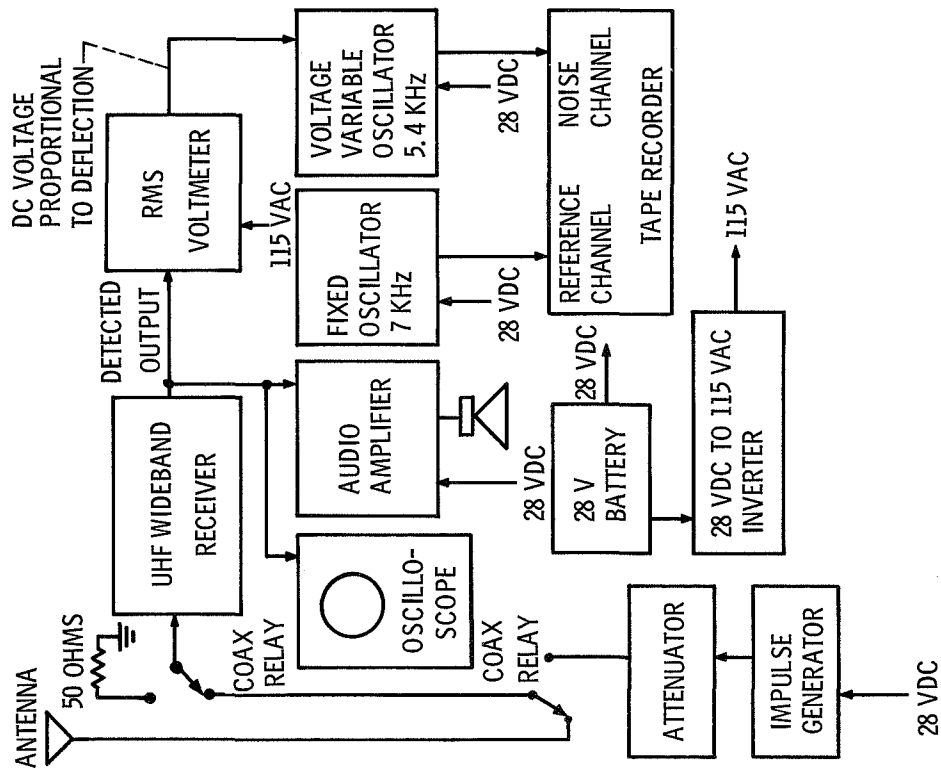 ANTENNA
50 OHMS
UHF WIDEBAND
RECEIVER
DETECTED
OUTPUT
RMS
VOLTMETER
115 VAC
DC VOLTAGE
PROPORTIONAL
TO DEFLECTION
COAX
RELAY
OSCILLO-
SCOPE
AUDIO
AMPLIFIER
28 VDC
FIXED
OSCILLATOR
7 KHz
28 VDC
VOLTAGE
VARIABLE
OSCILLATOR
5.4 KHz
28 VDC
COAX
RELAY
ATTENUATOR
IMPULSE
GENERATOR
28 VDC
28 V
BATTERY
28 VDC
REFERENCE
CHANNEL
NOISE
CHANNEL
TAPE RECORDER
28 VDC TO 115 VAC
INVERTER
115 VAC